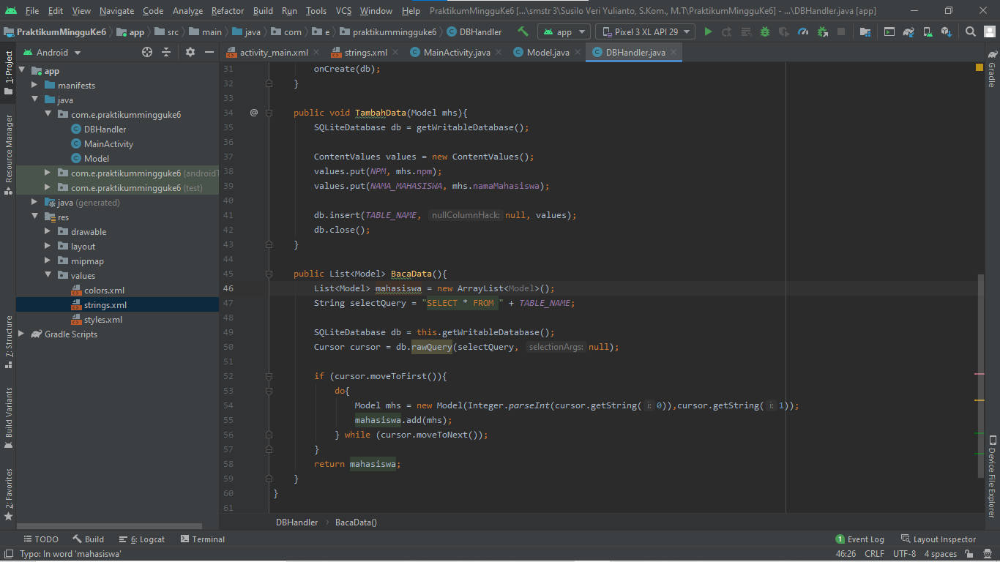 File Edit View Navigate Code Analyze Refactor Build Run Tools VCS Window Help PraktikumMingguKe6 [...\smstr 3\Susilo Veri Yulianto, S.Kom., M.T\PraktikumMingguKe6] - ...\DBHandler.java [app]
PraktikumMingguKe6 app src main java com e praktikummingguke6 DBHandler app Pixel 3 XL API 29
Android activity_main.xml strings.xml MainActivity.java Model.java DBHandler.java
1: Project
Resource Manager
7: Structure
Build Variants
2: Favorites
app
manifests
java
com.e.praktikummingguke6
DBHandler
MainActivity
Model
com.e.praktikummingguke6 (androidT
com.e.praktikummingguke6 (test)
java (generated)
res
drawable
layout
mipmap
values
colors.xml
strings.xml
styles.xml
Gradle Scripts
31 onCreate(db);
32 }
33
34 @ public void TambahData(Model mhs){
35 SQLiteDatabase db = getWritableDatabase();
36
37 ContentValues values = new ContentValues();
38 values.put(NPM, mhs.npm);
39 values.put(NAMA_MAHASISWA, mhs.namaMahasiswa);
40
41 db.insert(TABLE_NAME, nullColumnHack: null, values);
42 db.close();
43 }
44
45 public List<Model> BacaData(){
46 List<Model> mahasiswa = new ArrayList<Model>();
47 String selectQuery = "SELECT * FROM " + TABLE_NAME;
48
49 SQLiteDatabase db = this.getWritableDatabase();
50 Cursor cursor = db.rawQuery(selectQuery, selectionArgs: null);
51
52 if (cursor.moveToFirst()){
53 do{
54 Model mhs = new Model(Integer.parseInt(cursor.getString( i: 0)),cursor.getString( i: 1));
55 mahasiswa.add(mhs);
56 } while (cursor.moveToNext());
57 }
58 return mahasiswa;
59 }
60 }
61
Gradle
Device File Explorer
DBHandler BacaData()
TODO Build 6: Logcat Terminal 1 Event Log Layout Inspector
Typo: In word 'mahasiswa' 46:26 CRLF UTF-8 4 spaces